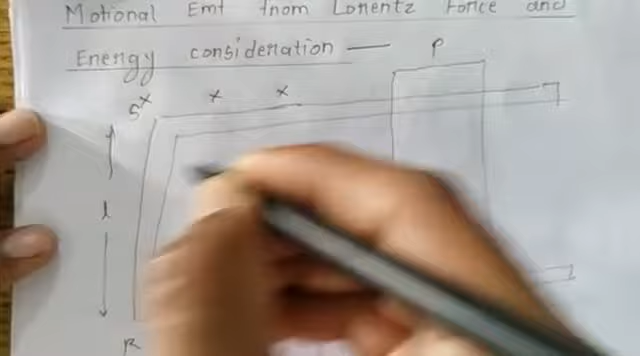 Motional Emf from Lorentz Force and
Energy consideration —
P
S x x x
l
R